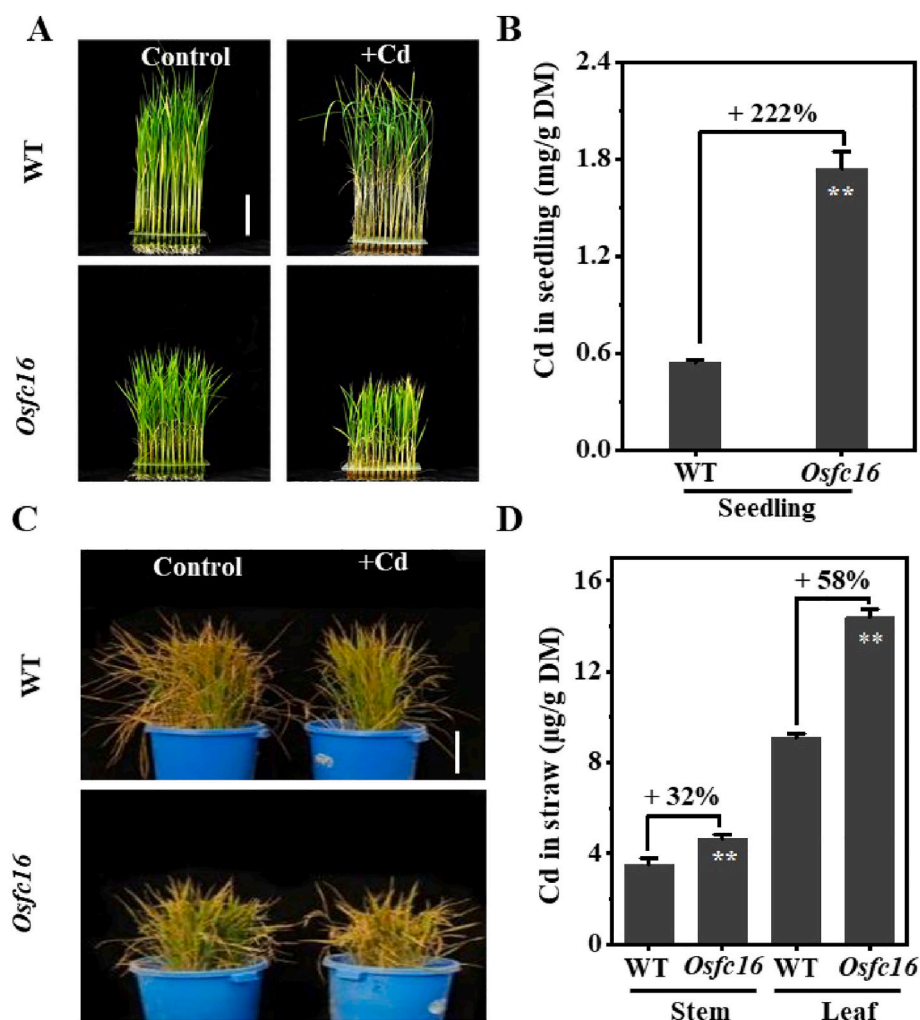 A
Control
+Cd
WT
Osfc16
B
Cd in seedling (mg/g DM)
2.4
1.8
1.2
0.6
0.0
+ 222%
**
WT
Osfc16
Seedling
C
Control
+Cd
WT
Osfc16
D
Cd in straw (µg/g DM)
16
12
8
4
0
+ 58%
**
+ 32%
**
WT
Osfc16
WT
Osfc16
Stem
Leaf